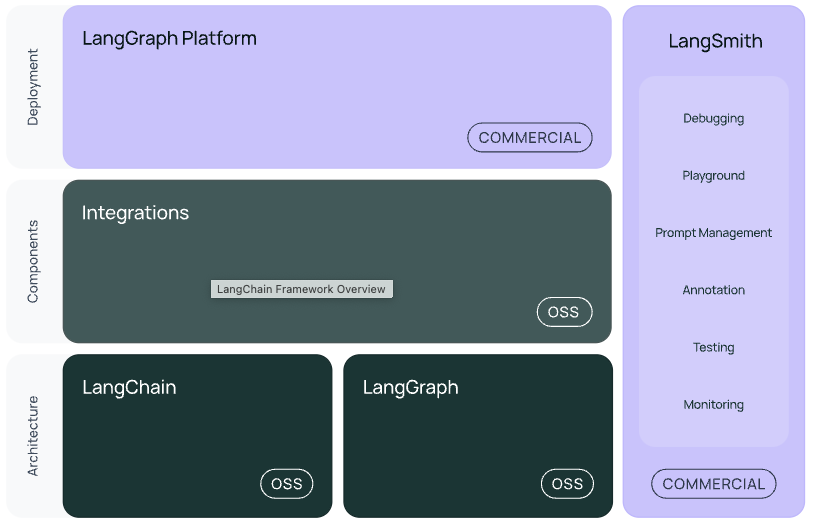 Deployment
LangGraph Platform
COMMERCIAL
Components
Integrations
LangChain Framework Overview
OSS
Architecture
LangChain
OSS
LangGraph
OSS
LangSmith
Debugging
Playground
Prompt Management
Annotation
Testing
Monitoring
COMMERCIAL